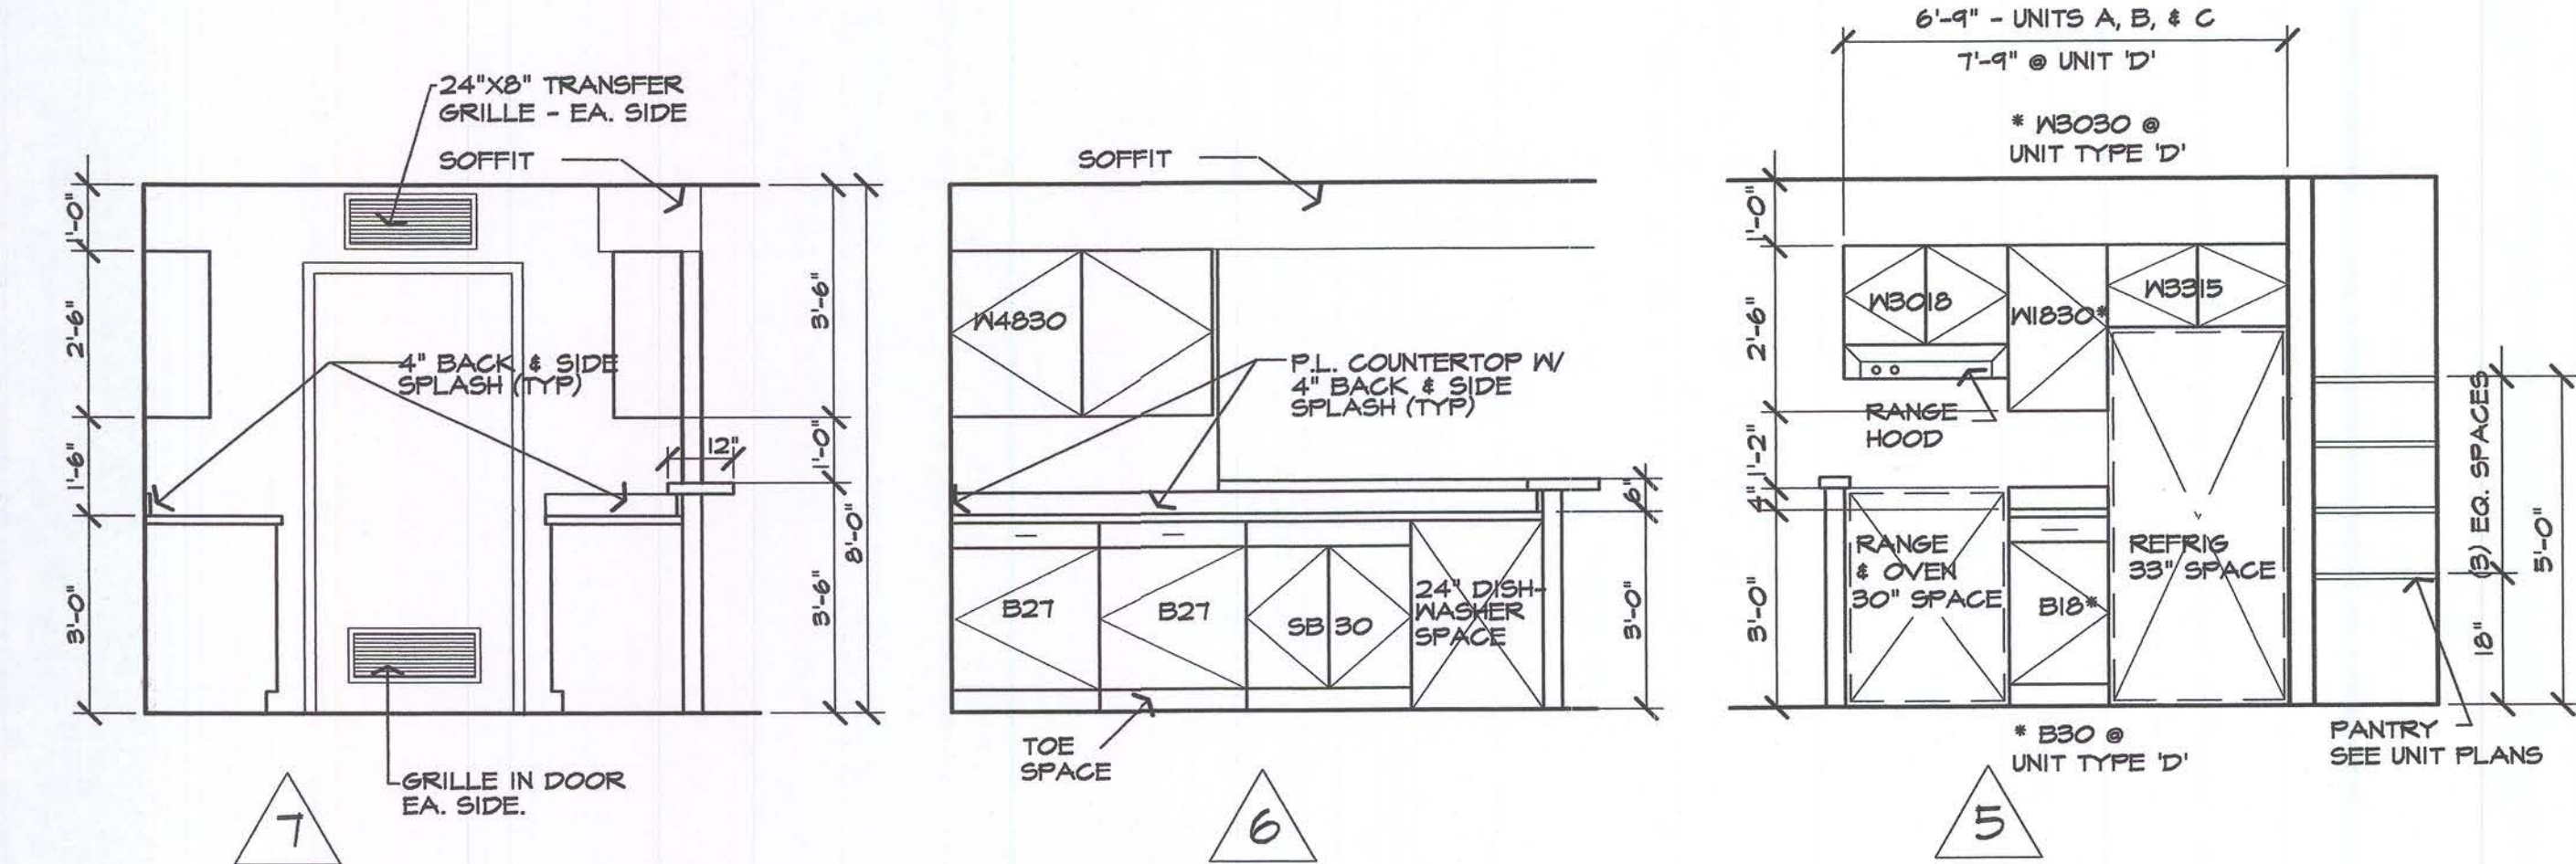 24"X8" TRANSFER
GRILLE - EA. SIDE
SOFFIT
1'-0"
2'-6"
1'-6"
3'-0"
4" BACK & SIDE
SPLASH (TYP)
12"
3'-6"
1'-0"
3'-6"
8'-0"
GRILLE IN DOOR
EA. SIDE.
7
SOFFIT
W4830
P.L. COUNTERTOP W/
4" BACK & SIDE
SPLASH (TYP)
B27
B27
SB 30
24" DISH-
WASHER
SPACE
6"
3'-0"
TOE
SPACE
6
6'-9" - UNITS A, B, & C
7'-9" @ UNIT 'D'
* W3030 @
UNIT TYPE 'D'
1'-0"
2'-6"
1'-2"
4"
3'-0"
W3018
W1830*
W3315
RANGE
HOOD
RANGE
& OVEN
30" SPACE
B18*
REFRIG
33" SPACE
(3) EQ. SPACES
18"
5'-0"
* B30 @
UNIT TYPE 'D'
PANTRY
SEE UNIT PLANS
5